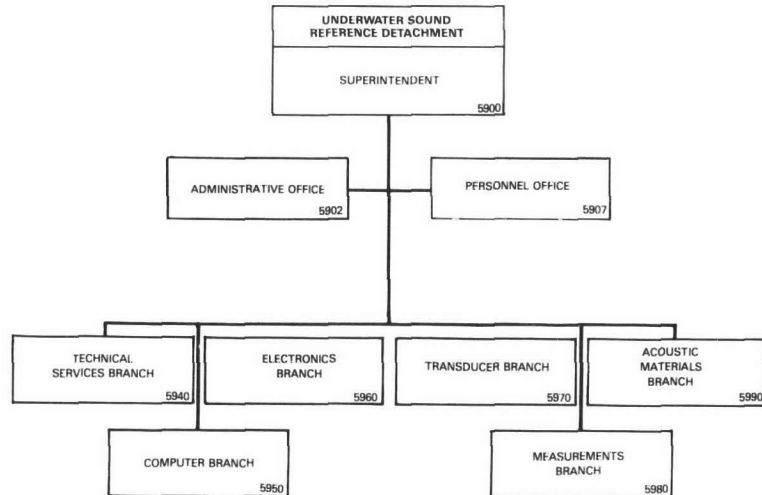 UNDERWATER SOUND
REFERENCE DETACHMENT
SUPERINTENDENT
5900
ADMINISTRATIVE OFFICE
5902
PERSONNEL OFFICE
5907
TECHNICAL
SERVICES BRANCH
5940
ELECTRONICS
BRANCH
5960
TRANSDUCER BRANCH
5970
ACOUSTIC
MATERIALS
BRANCH
5990
COMPUTER BRANCH
5950
MEASUREMENTS
BRANCH
5980